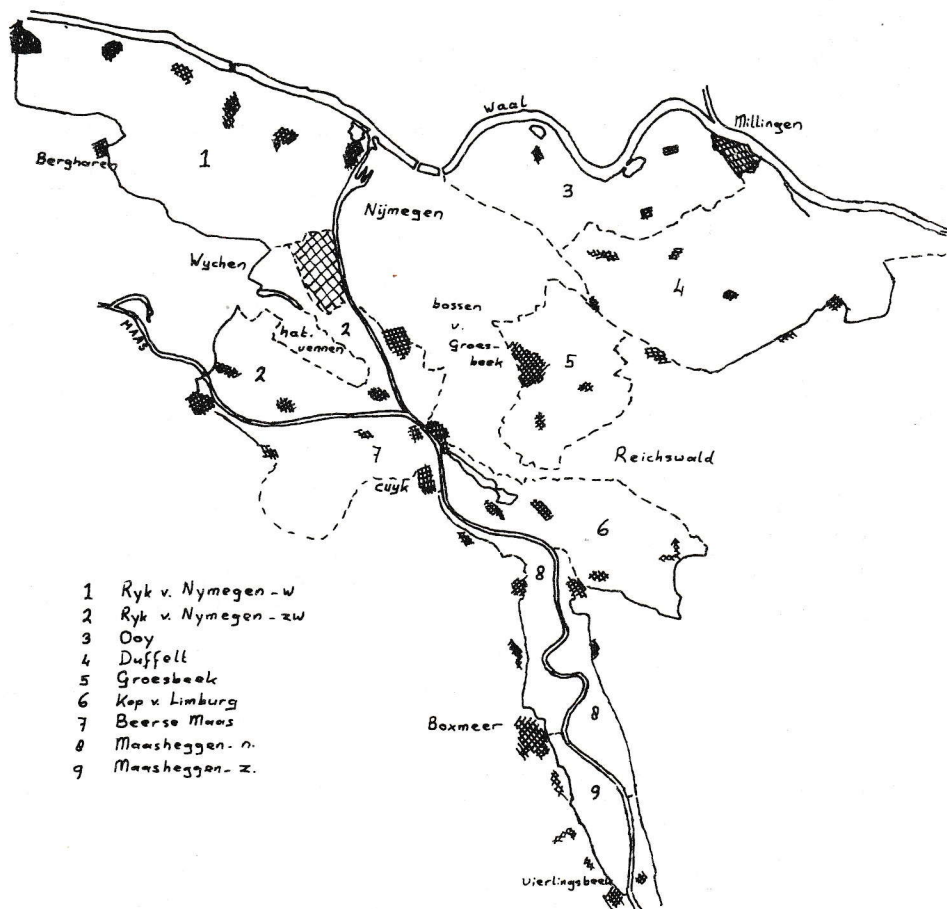 Waal
Millingen
Bergharen
1
3
Nijmegen
Wychen
4
MAAS
hat.
vennen
2
bossen
v.
Groes-
beek
5
2
7
Reichswald
Cuyk
6
8
1 Ryk v. Nymegen - w
2 Ryk v. Nymegen - zw
3 Ooy
4 Duffelt
5 Groesbeek
6 Kop v. Limburg
7 Beerse Maas
8 Maasheggen - n.
9 Maasheggen - z.
Boxmeer
8
9
Vierlingsbeek